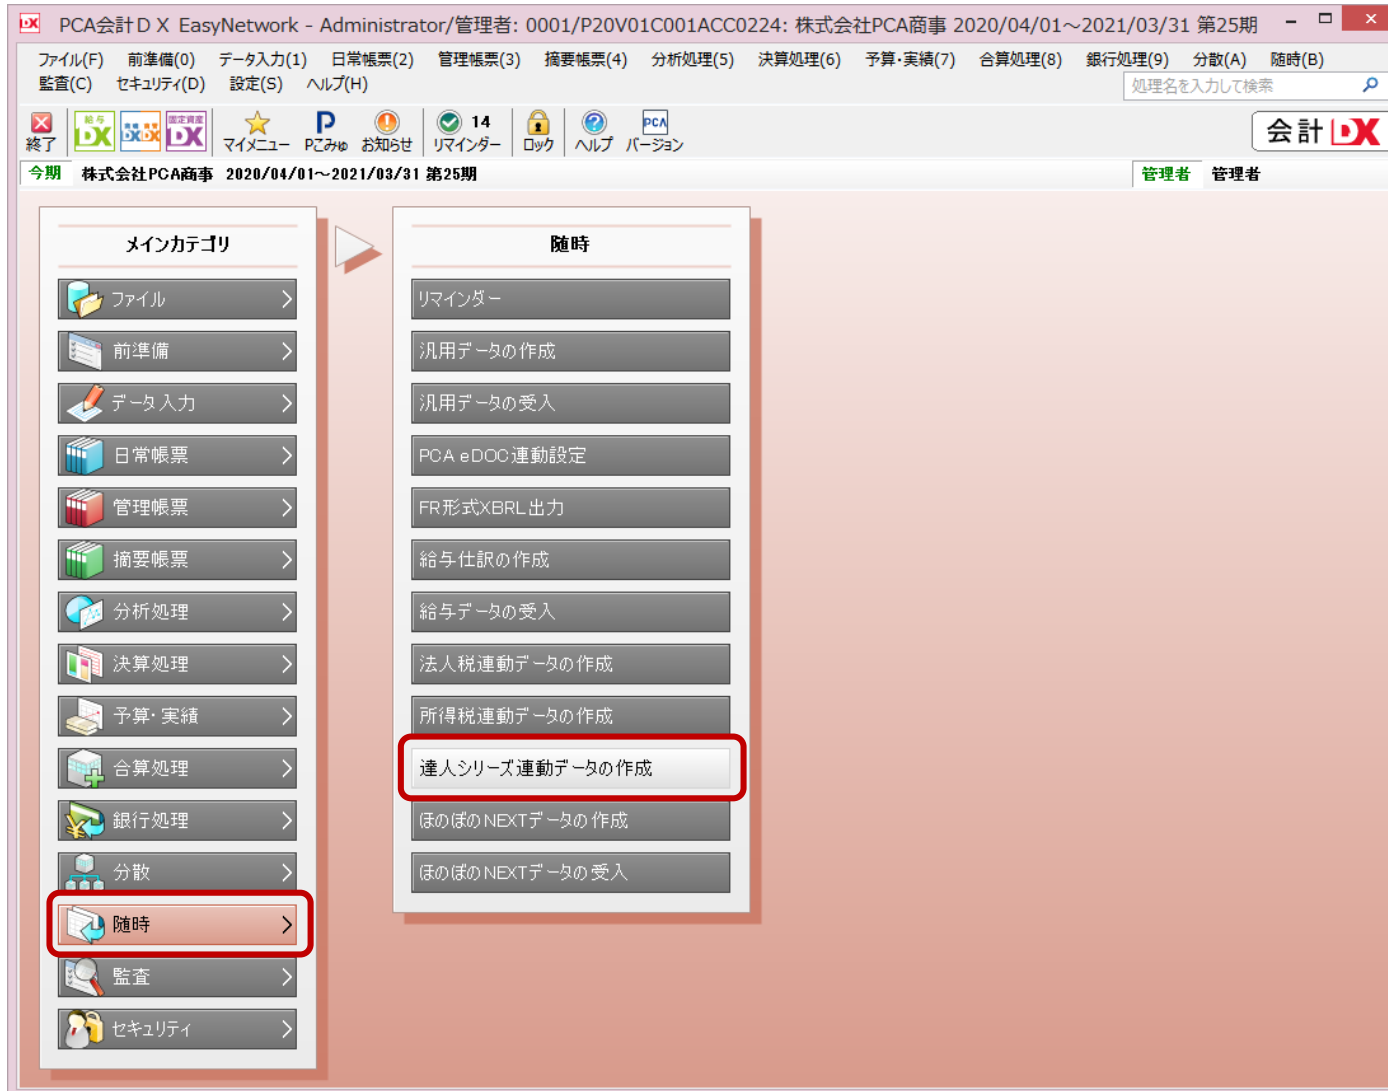 PCA会計ＤＸ EasyNetwork - Administrator/管理者: 0001/P20V01C001ACC0224: 株式会社PCA商事 2020/04/01～2021/03/31 第25期
ファイル(F) 前準備(0) データ入力(1) 日常帳票(2) 管理帳票(3) 摘要帳票(4) 分析処理(5) 決算処理(6) 予算・実績(7) 合算処理(8) 銀行処理(9) 分散(A) 随時(B)
監査(C) セキュリティ(D) 設定(S) ヘルプ(H) 処理名を入力して検索
終了 給与 DX DX DX 固定資産 DX マイメニュー Pこみゅ お知らせ 14 リマインダー ロック ヘルプ PCA バージョン 会計 DX
今期 株式会社PCA商事 2020/04/01～2021/03/31 第25期 管理者 管理者
メインカテゴリ
ファイル
前準備
データ入力
日常帳票
管理帳票
摘要帳票
分析処理
決算処理
予算・実績
合算処理
銀行処理
分散
随時
監査
セキュリティ
随時
リマインダー
汎用データの作成
汎用データの受入
PCA eDOC連動設定
FR形式XBRL出力
給与仕訳の作成
給与データの受入
法人税連動データの作成
所得税連動データの作成
達人シリーズ連動データの作成
ほのぼのNEXTデータの作成
ほのぼのNEXTデータの受入